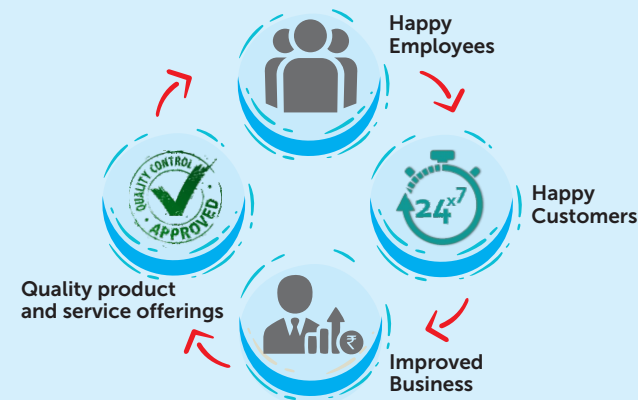 Happy
Employees
QUALITY CONTROL
APPROVED
24x7
Happy
Customers
Quality product
and service offerings
₹
Improved
Business